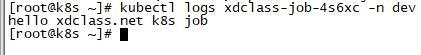 [root@k8s ~]# kubectl logs xdclass-job-4s6xc -n dev
hello xdclass.net k8s job
[root@k8s ~]#